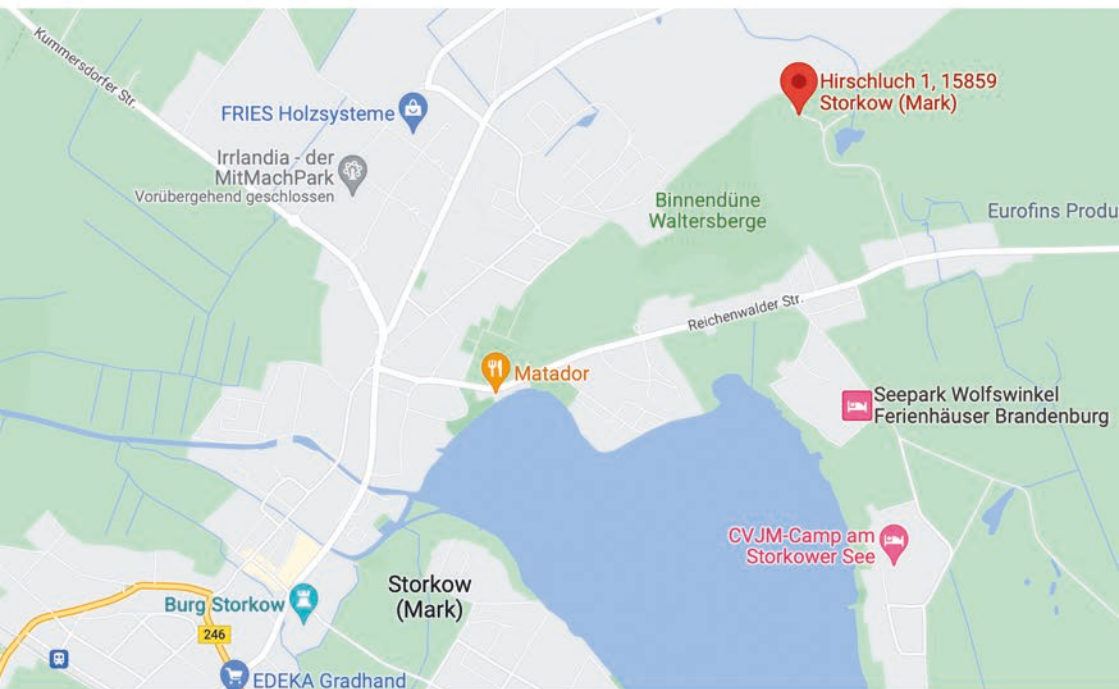 Kummersdorfer Str.
FRIES Holzsysteme
Hirschluch 1, 15859
Storkow (Mark)
Irrlandia - der
MitMachPark
Vorübergehend geschlossen
Binnendüne
Waltersberge
Eurofins Produ
Reichenwalder Str.
Matador
Seepark Wolfswinkel
Ferienhäuser Brandenburg
CVJM-Camp am
Storkower See
Storkow
(Mark)
Burg Storkow
246
EDEKA Gradhand